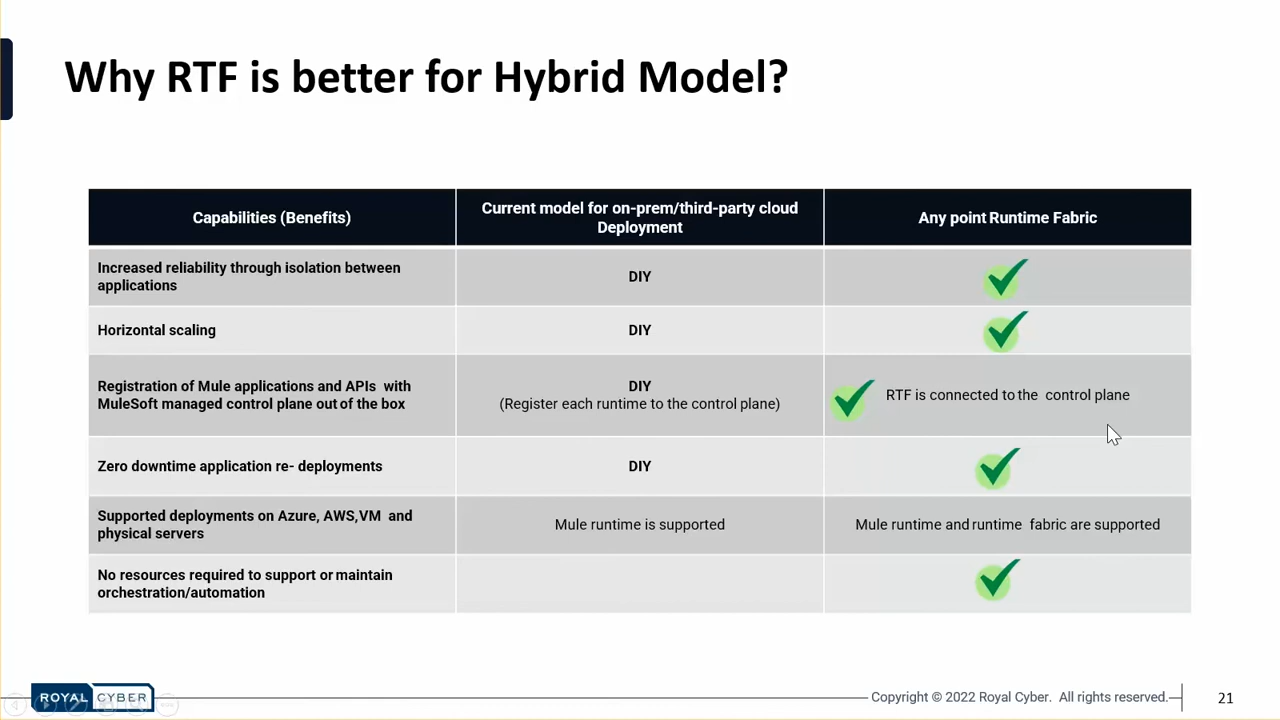 Why RTF is better for Hybrid Model?
Capabilities (Benefits)
Current model for on-prem/third-party cloud
Deployment
Any point Runtime Fabric
Increased reliability through isolation between
applications
DIY
Horizontal scaling
DIY
Registration of Mule applications and APIs with
MuleSoft managed control plane out of the box
DIY
(Register each runtime to the control plane)
RTF is connected to the control plane
Zero downtime application re- deployments
DIY
Supported deployments on Azure, AWS,VM and
physical servers
Mule runtime is supported
Mule runtime and runtime fabric are supported
No resources required to support or maintain
orchestration/automation
ROYAL CYBER
Copyright © 2022 Royal Cyber. All rights reserved.
21